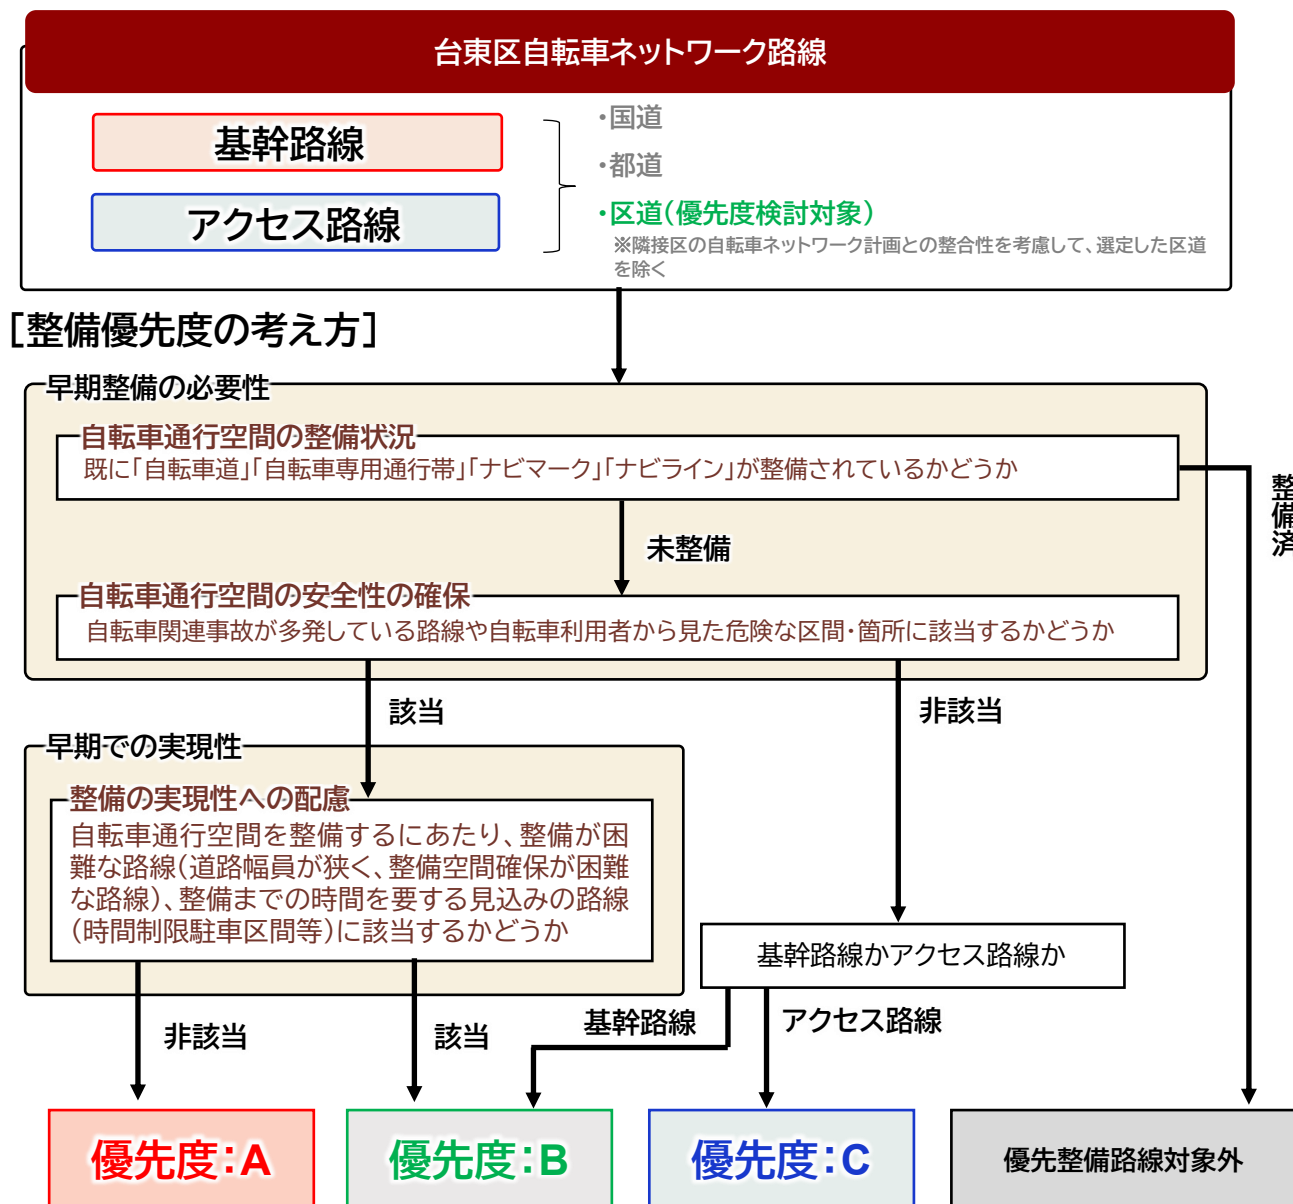 台東区自転車ネットワーク路線
基幹路線
アクセス路線
・国道
・都道
・区道（優先度検討対象）
※隣接区の自転車ネットワーク計画との整合性を考慮して、選定した区道
を除く
［整備優先度の考え方］
早期整備の必要性
自転車通行空間の整備状況
既に「自転車道」「自転車専用通行帯」「ナビマーク」「ナビライン」が整備されているかどうか
整備済
未整備
自転車通行空間の安全性の確保
自転車関連事故が多発している路線や自転車利用者から見た危険な区間・箇所に該当するかどうか
該当
非該当
早期での実現性
整備の実現性への配慮
自転車通行空間を整備するにあたり、整備が困
難な路線（道路幅員が狭く、整備空間確保が困難
な路線）、整備までの時間を要する見込みの路線
（時間制限駐車区間等）に該当するかどうか
基幹路線かアクセス路線か
非該当
該当
基幹路線
アクセス路線
優先度：A
優先度：B
優先度：C
優先整備路線対象外